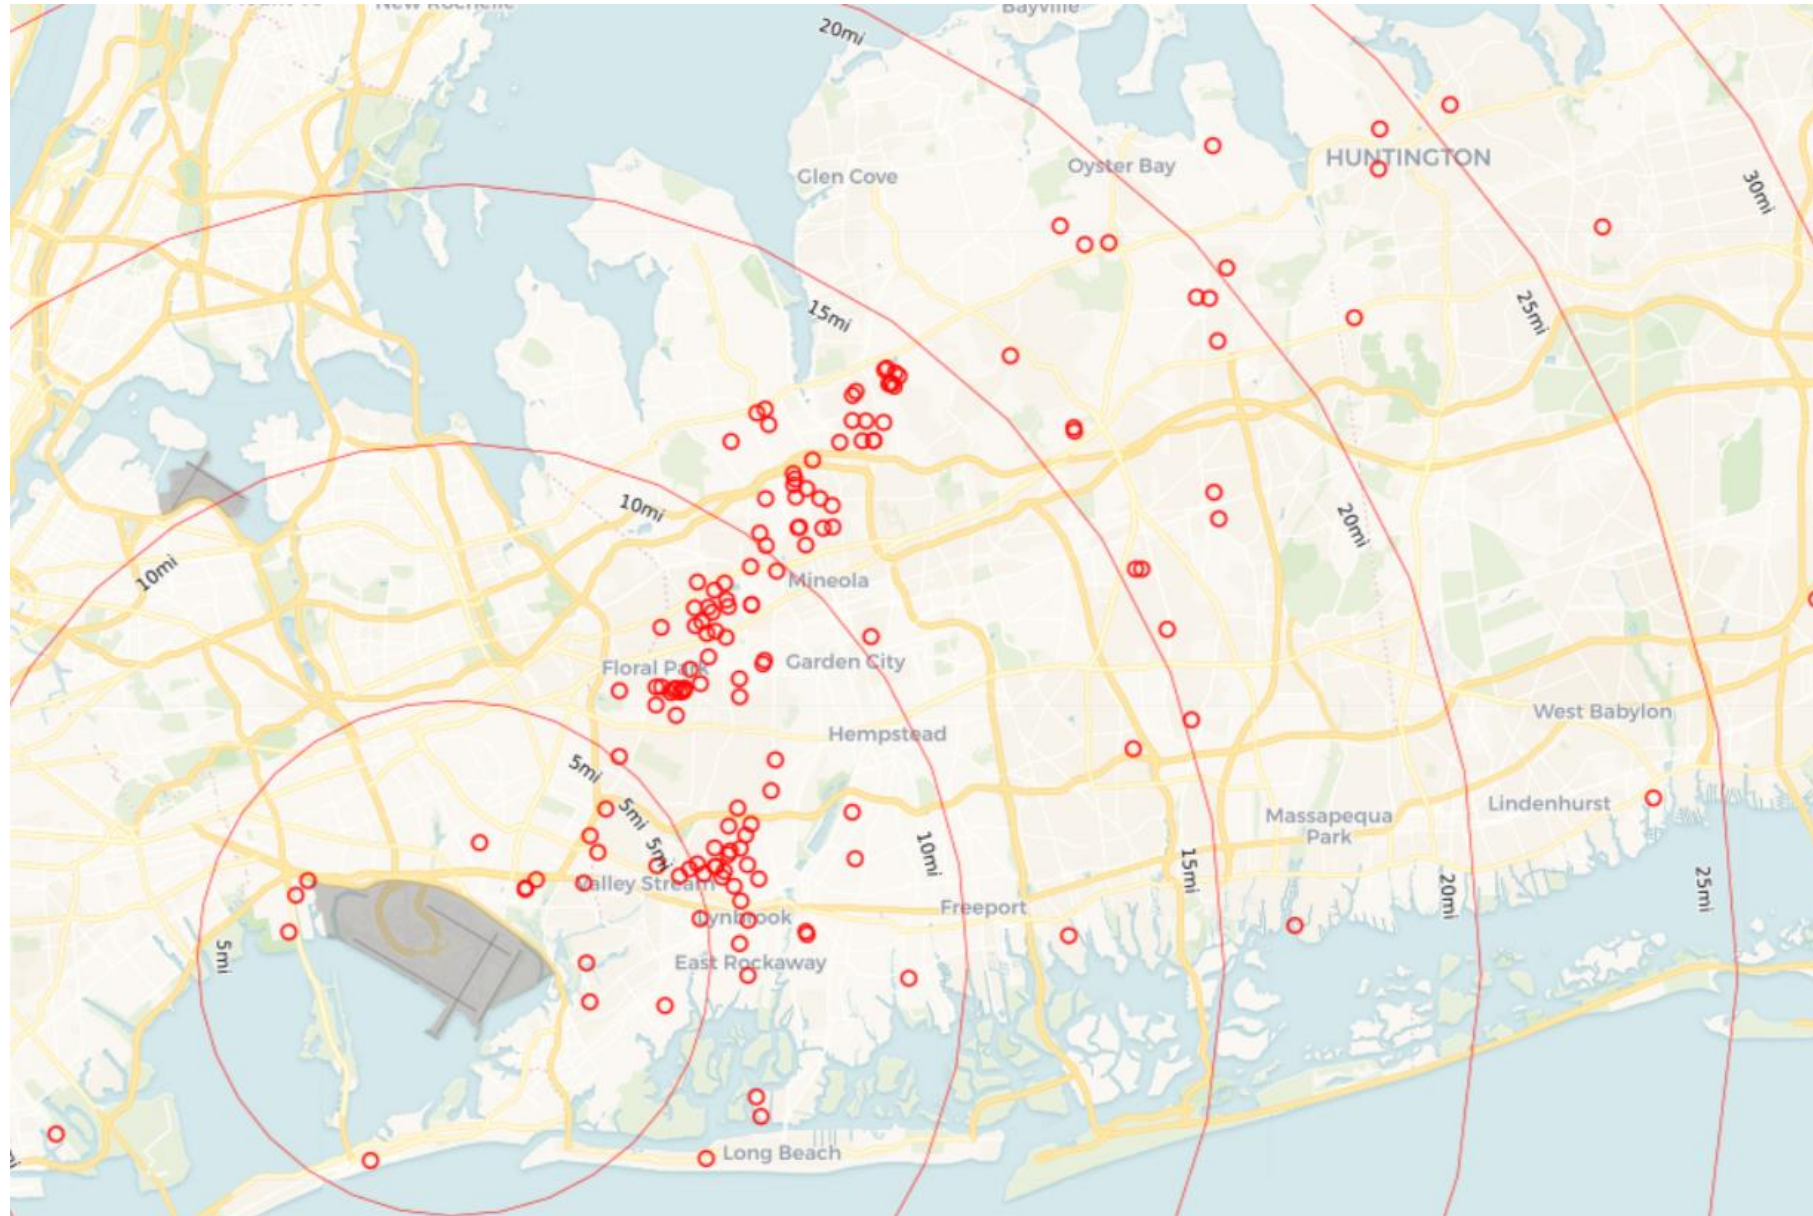 New Rochelle
Bayville
20mi
Oyster Bay
HUNTINGTON
Glen Cove
30mi
15mi
25mi
10mi
20mi
10mi
Mineola
Floral Park
Garden City
West Babylon
Hempstead
5mi
Lindenhurst
5mi
Massapequa
Park
5mi
10mi
15mi
Valley Stream
20mi
25mi
Freeport
Lynbrook
5mi
East Rockaway
Long Beach